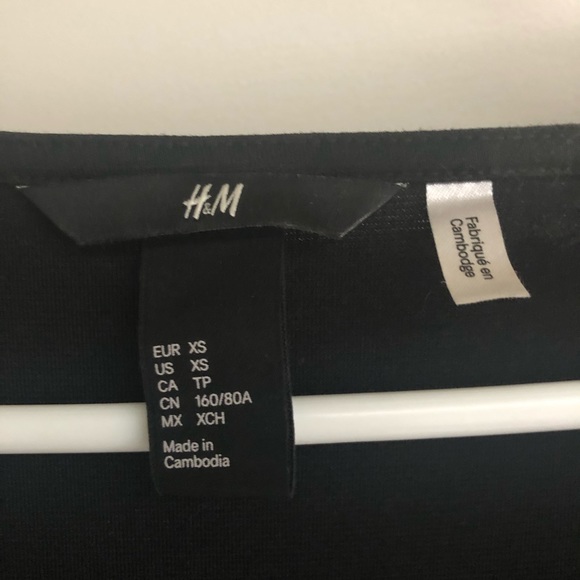 H&M
EUR XS
US XS
CA TP
CN 160/80A
MX XCH
Made in
Cambodia
Fabriqué en
Cambodge